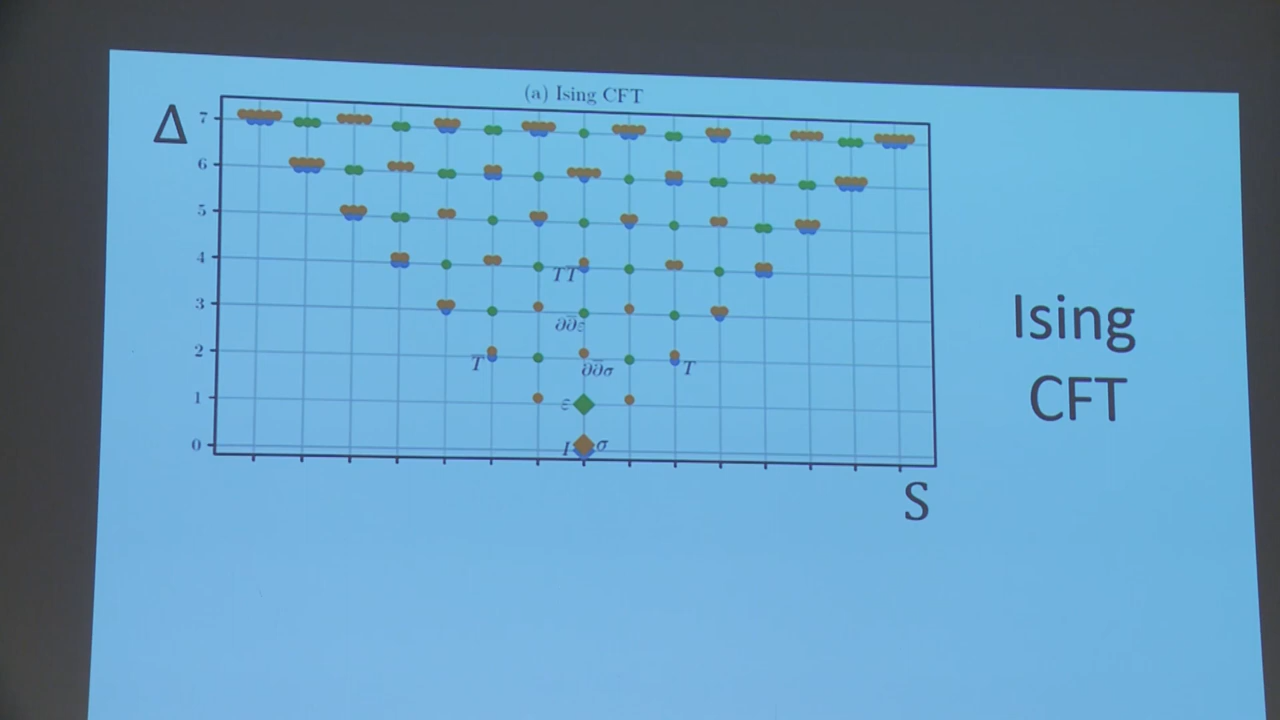 (a) Ising CFT
Δ
7
6
5
4
3
2
1
0
TT
∂∂̄ε
T
∂∂̄σ
T
ε
I
σ
S
Ising
CFT